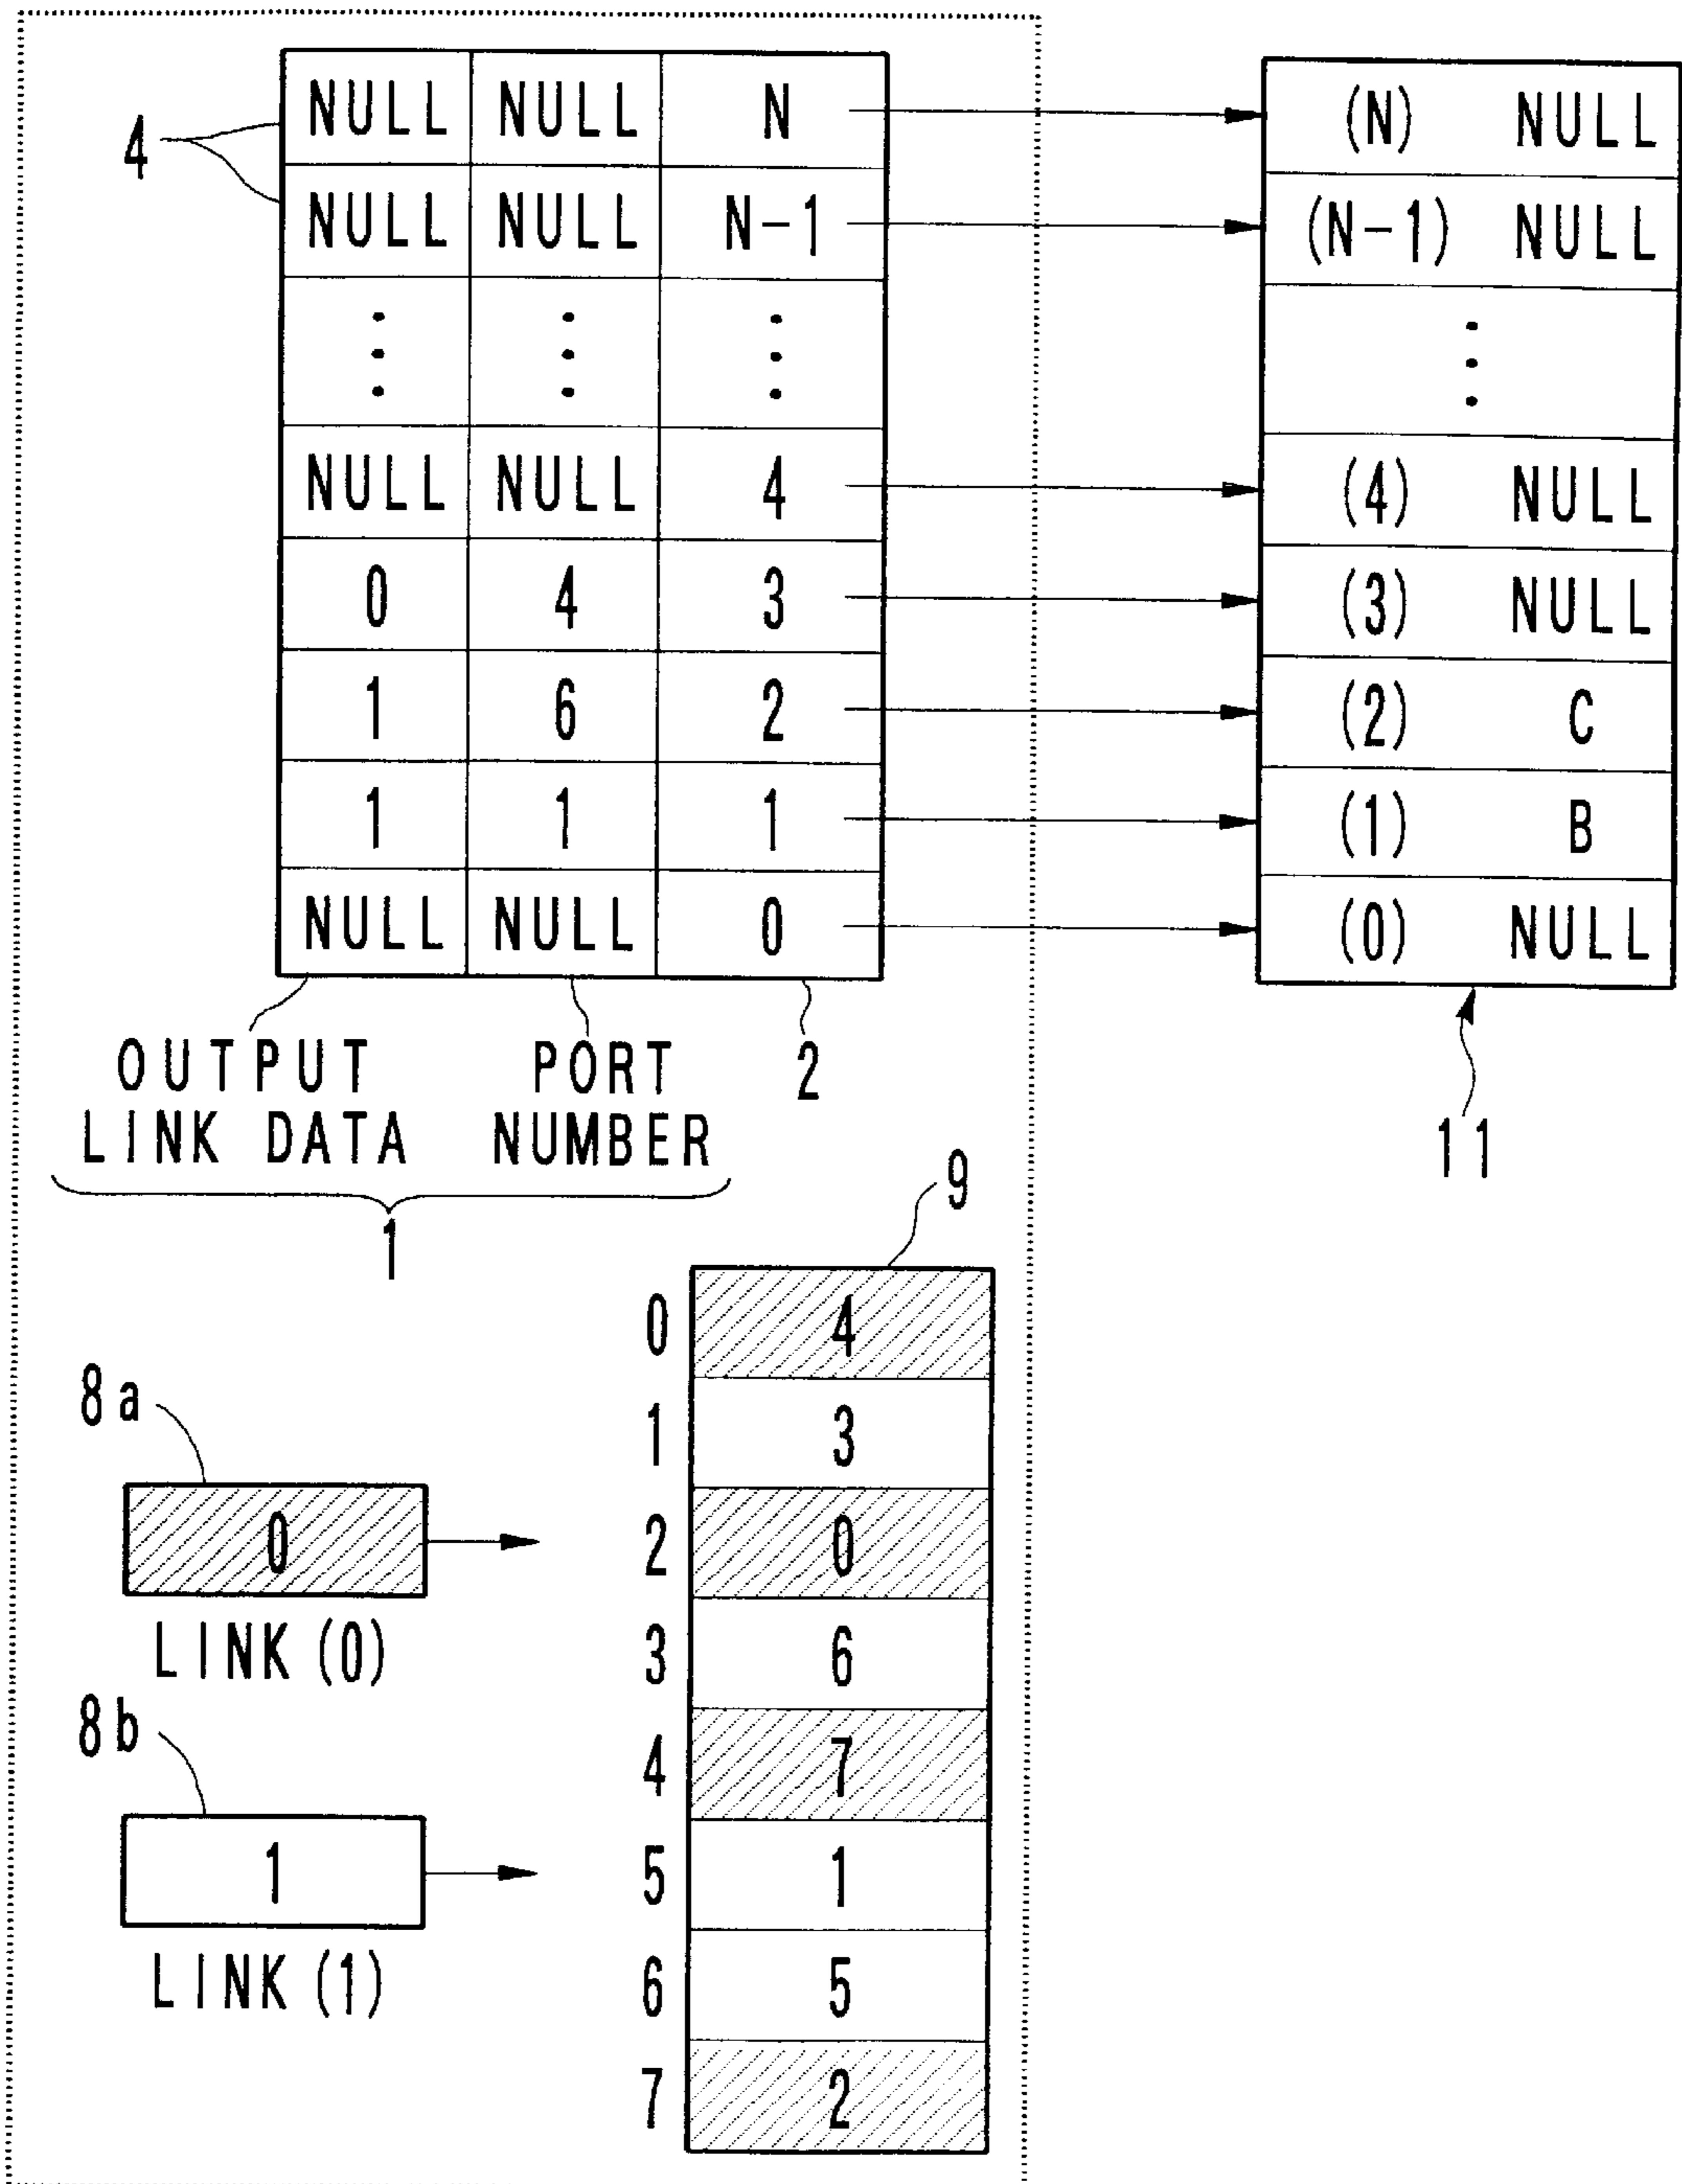 NULL NULL N (N) NULL
4
NULL NULL N-1 (N-1) NULL
NULL NULL 4 (4) NULL
0 4 3 (3) NULL
1 6 2 (2) C
1 1 1 (1) B
NULL NULL 0 (0) NULL
OUTPUT PORT 2
LINK DATA NUMBER
11
1
9
0 4
8a
1 3
0
2 0
LINK (0)
3 6
8b
4 7
1
5 1
LINK (1)
6 5
7 2